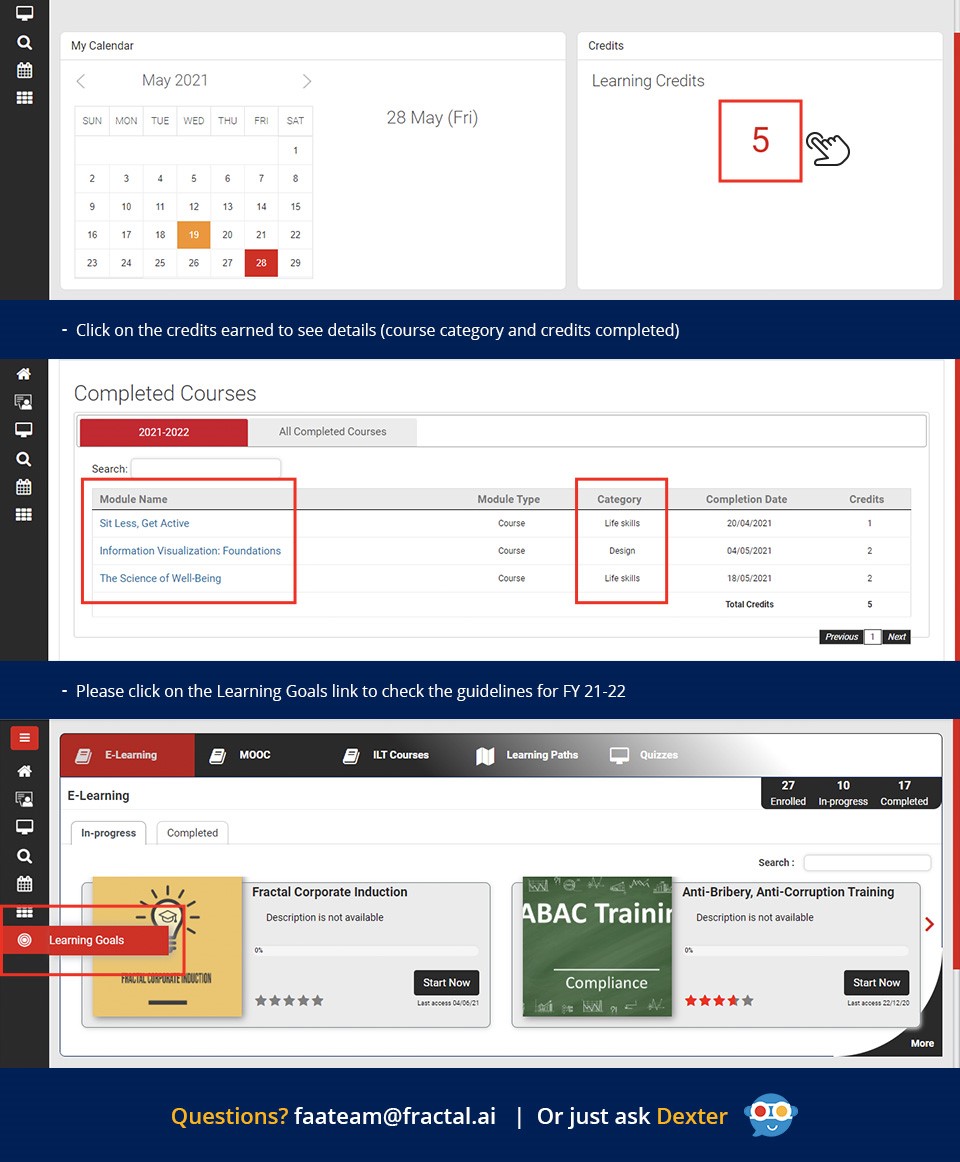 My Calendar
Credits
May 2021
28 May (Fri)
Learning Credits
5
SUN MON TUE WED THU FRI SAT
1
2 3 4 5 6 7 8
9 10 11 12 13 14 15
16 17 18 19 20 21 22
23 24 25 26 27 28 29
- Click on the credits earned to see details (course category and credits completed)
Completed Courses
2021-2022 All Completed Courses
Search:
Module Name Module Type Category Completion Date Credits
Sit Less, Get Active Course Life skills 20/04/2021 1
Information Visualization: Foundations Course Design 04/05/2021 2
The Science of Well-Being Course Life skills 18/05/2021 2
Total Credits 5
Previous 1 Next
- Please click on the Learning Goals link to check the guidelines for FY 21-22
E-Learning MOOC ILT Courses Learning Paths Quizzes
E-Learning
27 10 17
Enrolled In-progress Completed
In-progress Completed
Search :
Learning Goals
FRACTAL CORPORATE INDUCTION
Fractal Corporate Induction
Description is not available
0%
Start Now
Last access 04/06/21
ABAC Trainin
Compliance
Anti-Bribery, Anti-Corruption Training
Description is not available
0%
Start Now
Last access 22/12/20
More
Questions? faateam@fractal.ai | Or just ask Dexter